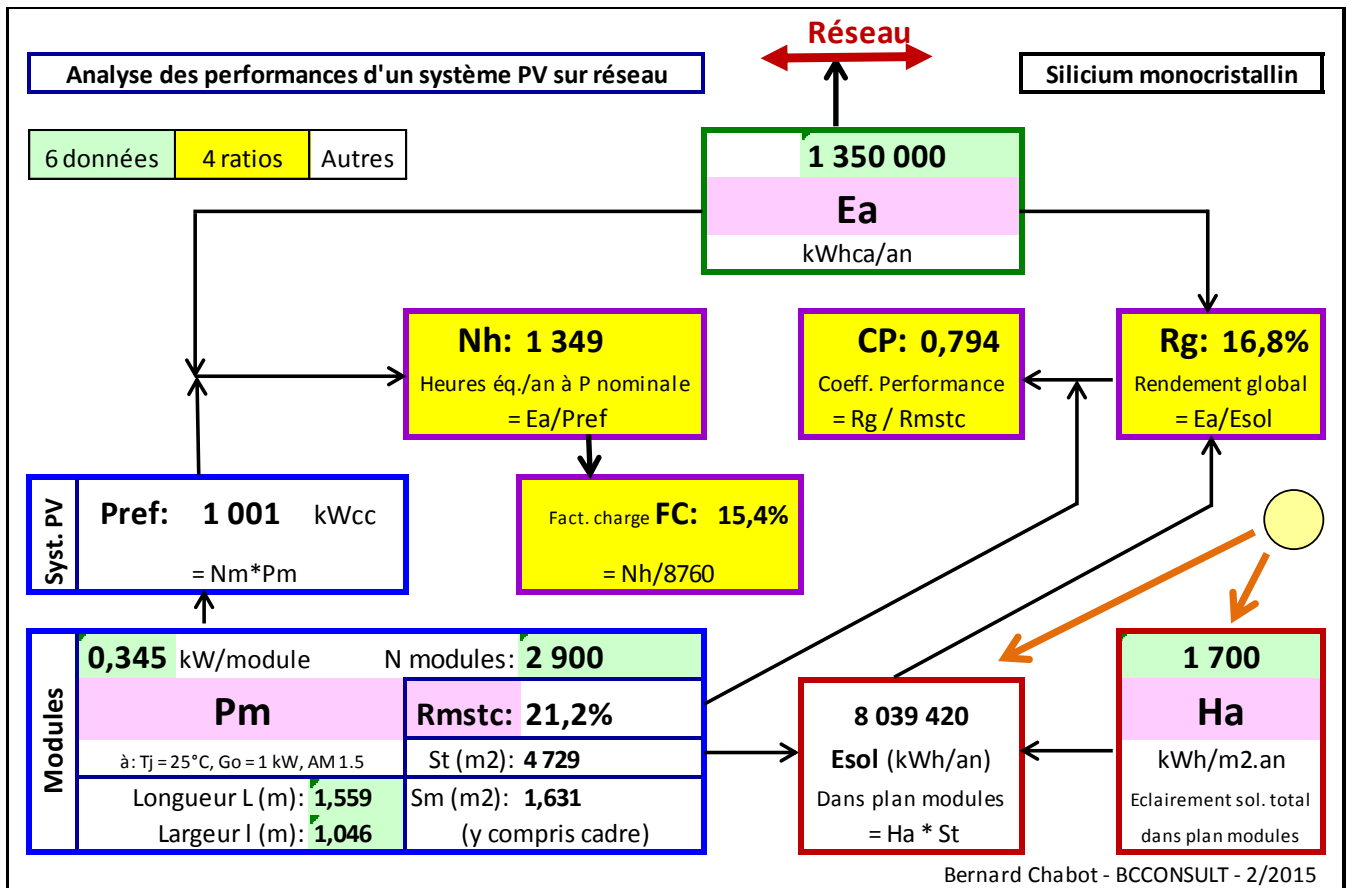 Réseau
Analyse des performances d'un système PV sur réseau
Silicium monocristallin
6 données 4 ratios Autres
1 350 000
Ea
kWhca/an
Nh: 1 349
Heures éq./an à P nominale
= Ea/Pref
CP: 0,794
Coeff. Performance
= Rg / Rmstc
Rg: 16,8%
Rendement global
= Ea/Esol
Syst. PV
Pref: 1 001 kWcc
= Nm*Pm
Fact. charge FC: 15,4%
= Nh/8760
Modules
0,345 kW/module N modules: 2 900
Pm
Rmstc: 21,2%
à: Tj = 25°C, Go = 1 kW, AM 1.5
St (m2): 4 729
Longueur L (m): 1,559
Sm (m2): 1,631
Largeur l (m): 1,046
(y compris cadre)
8 039 420
Esol (kWh/an)
Dans plan modules
= Ha * St
1 700
Ha
kWh/m2.an
Eclairement sol. total
dans plan modules
Bernard Chabot - BCCONSULT - 2/2015